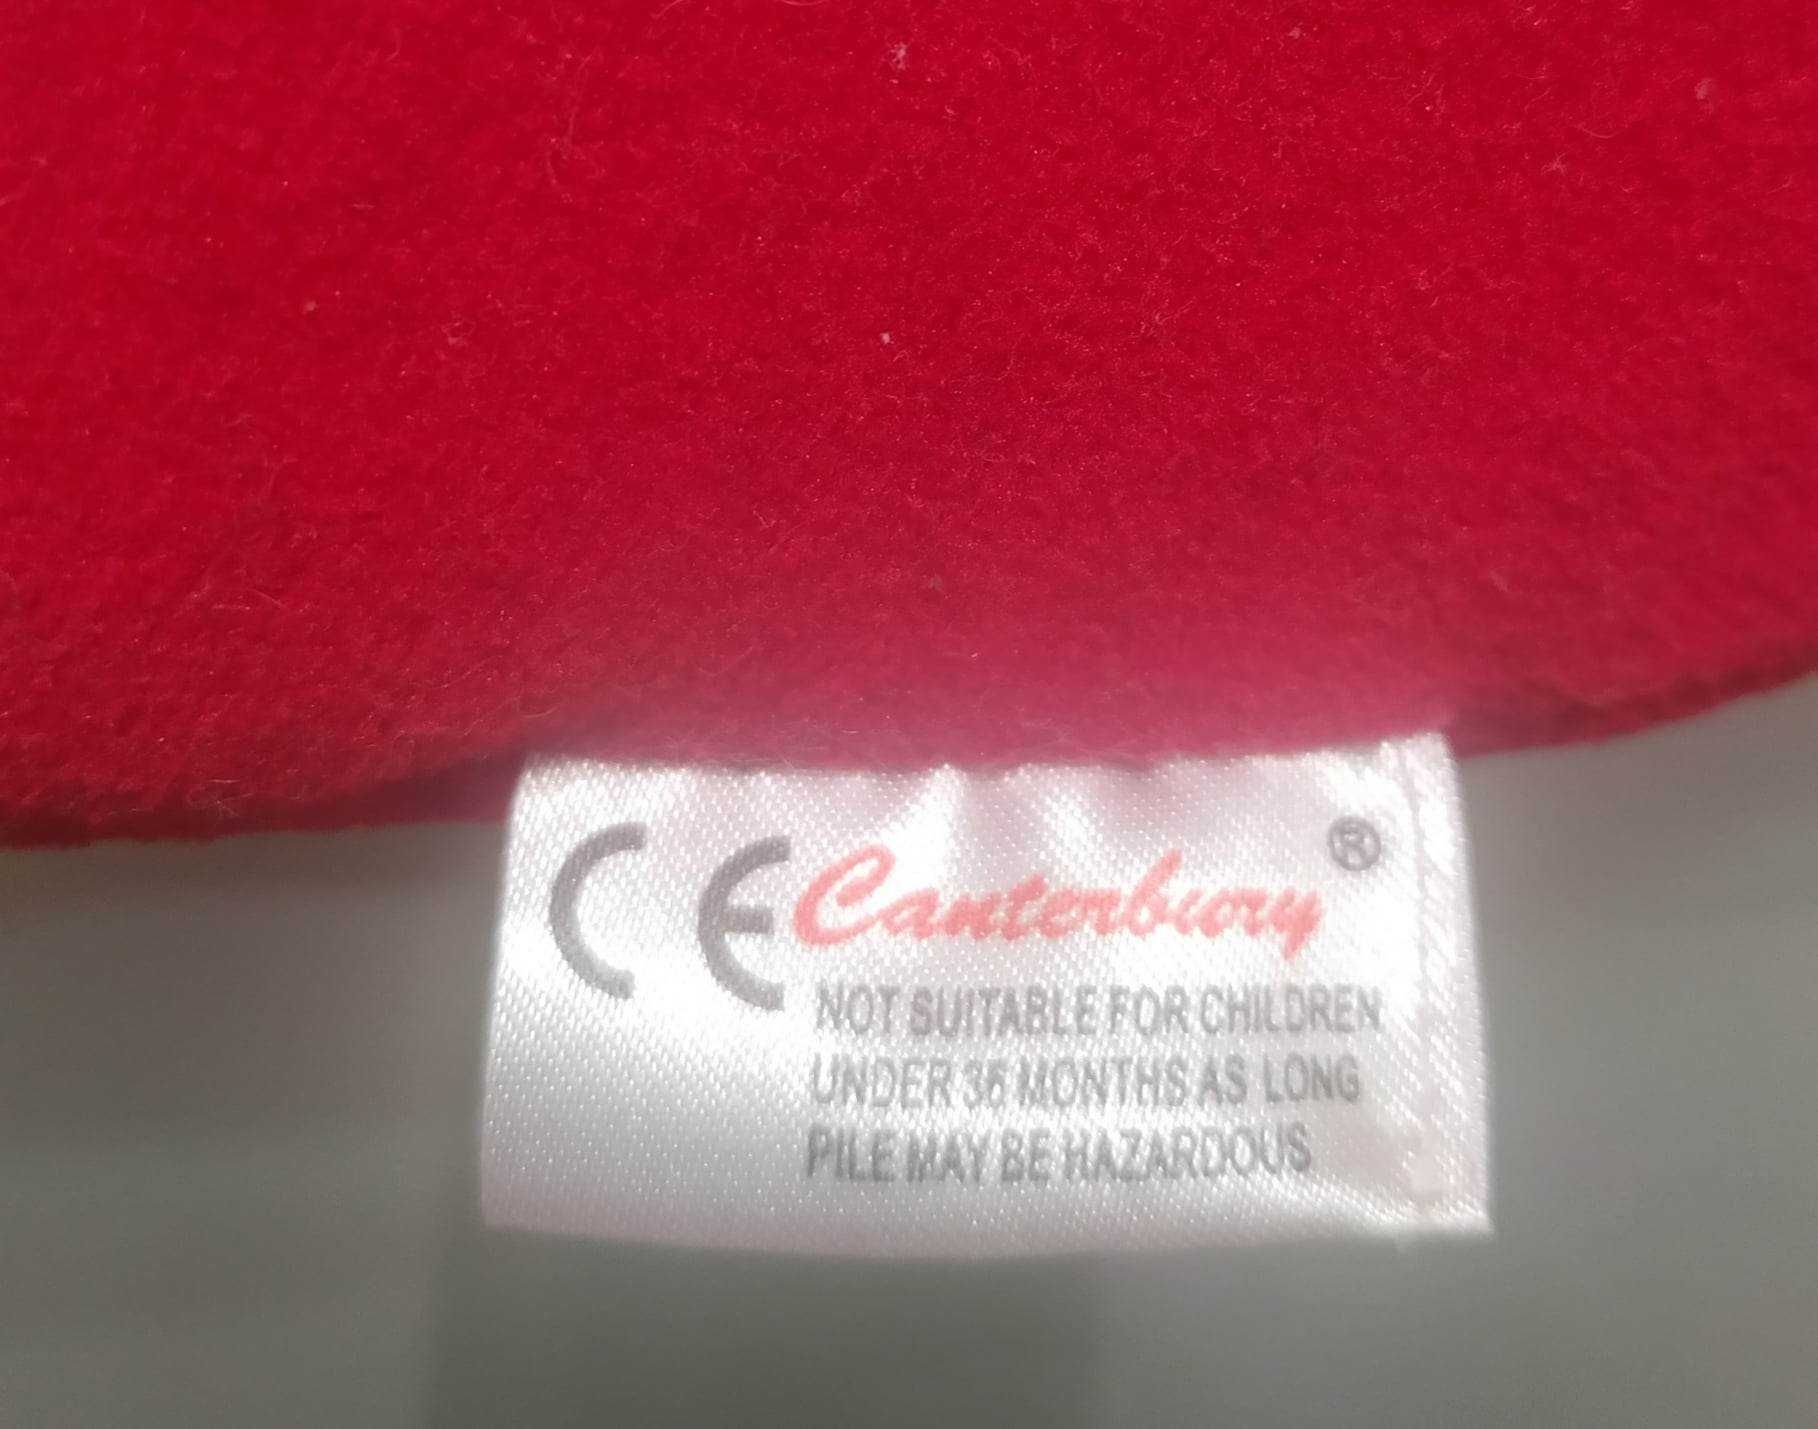 CE Canterbury ®
NOT SUITABLE FOR CHILDREN
UNDER 36 MONTHS AS LONG
PILE MAY BE HAZARDOUS